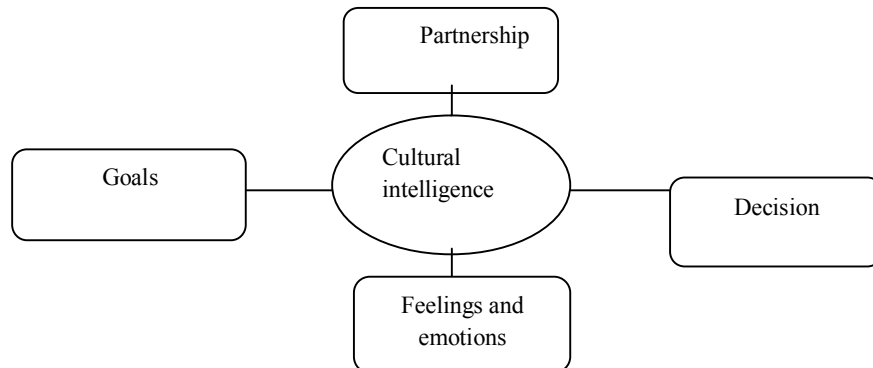 Partnership
Goals
Cultural
intelligence
Decision
Feelings and
emotions